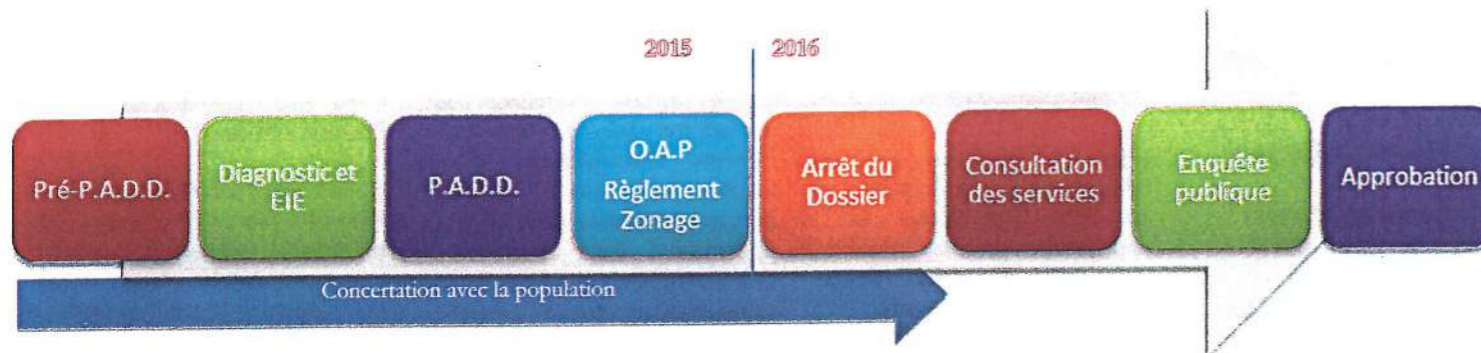 2015
2016
Pré-P.A.D.D.
Diagnostic et
EIE
P.A.D.D.
O.A.P
Règlement
Zonage
Arrêt du
Dossier
Consultation
des services
Enquête
publique
Approbation
Concertation avec la population